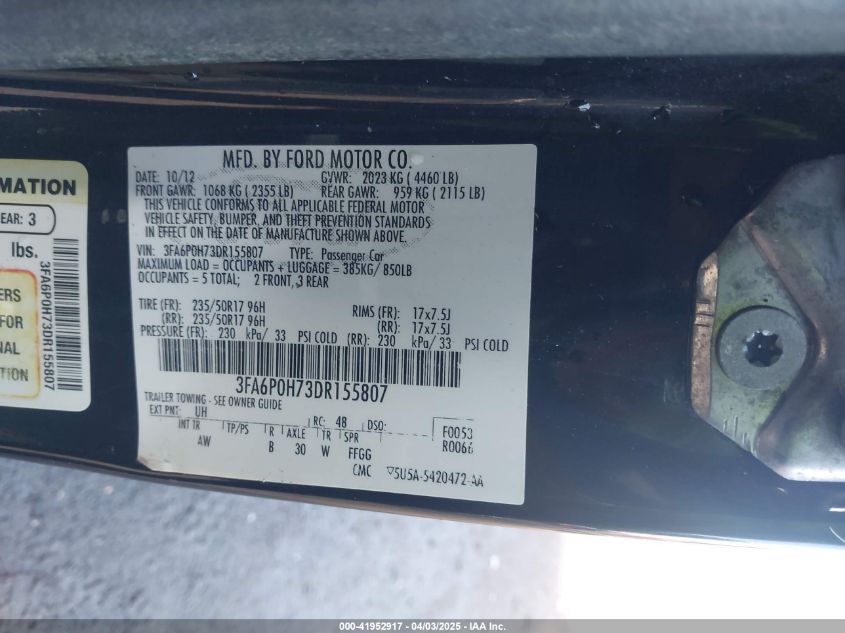 RMATION
EAR: 3
lbs.
ERS
FOR
NAL
TION
3FA6P0H73DR155807
MFD. BY FORD MOTOR CO.
DATE: 10/12 GVWR: 2023 KG ( 4460 LB)
FRONT GAWR: 1068 KG ( 2355 LB) REAR GAWR: 959 KG ( 2115 LB)
THIS VEHICLE CONFORMS TO ALL APPLICABLE FEDERAL MOTOR
VEHICLE SAFETY, BUMPER, AND THEFT PREVENTION STANDARDS
IN EFFECT ON THE DATE OF MANUFACTURE SHOWN ABOVE.
VIN: 3FA6P0H73DR155807 TYPE: Passenger Car
MAXIMUM LOAD = OCCUPANTS + LUGGAGE = 385KG/ 850LB
OCCUPANTS = 5 TOTAL; 2 FRONT, 3 REAR
TIRE (FR): 235/50R17 96H RIMS (FR): 17x7.5J
(RR): 235/50R17 96H (RR): 17x7.5J
PRESSURE (FR): 230 kPa/ 33 PSI COLD (RR): 230 kPa/ 33 PSI COLD
3FA6P0H73DR155807
TRAILER TOWING - SEE OWNER GUIDE
EXT PNT: UH RC: 48 DSO: F0053
INT TR TP/PS R AXLE TR SPR R0066
AW B 30 W FFGG
CMC ▽5U5A-5420472-AA
000-41952917 - 04/03/2025 - IAA Inc.